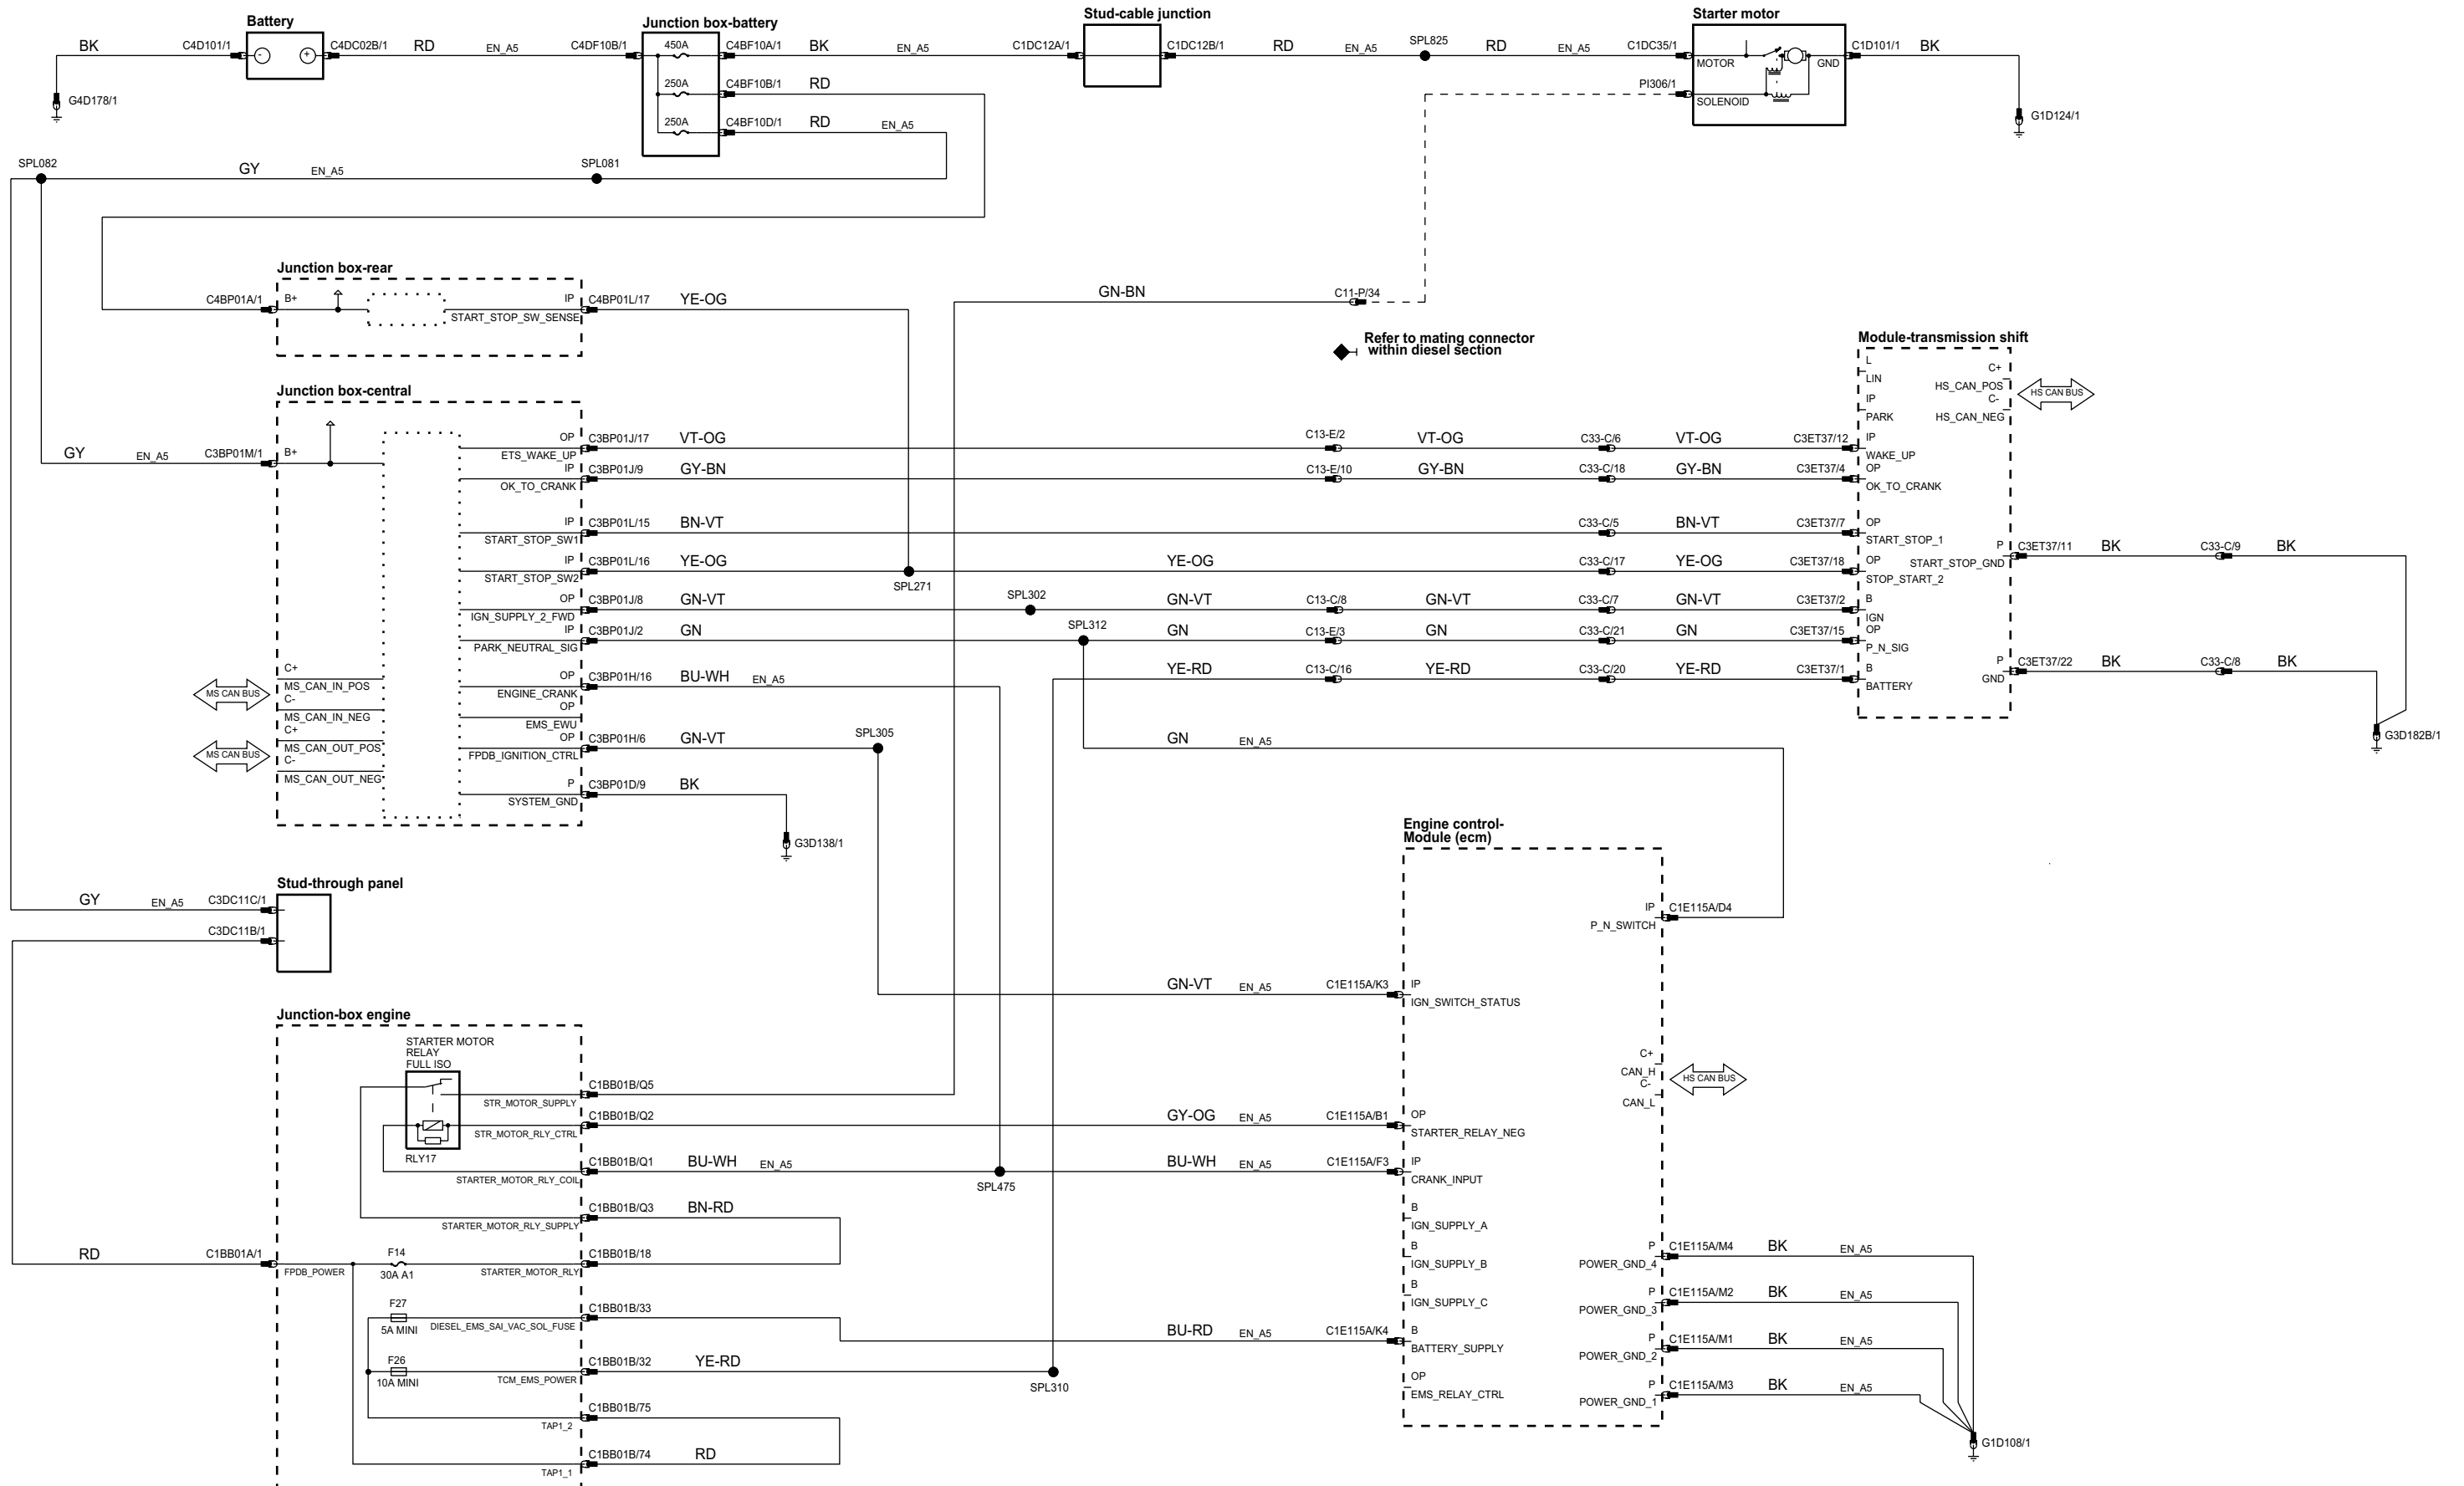 Battery
Junction box-battery
Stud-cable junction
Starter motor
BK
C4D101/1
-
+
C4DC02B/1
RD
EN_A5
C4DF10B/1
450A
C4BF10A/1
BK
EN_A5
C1DC12A/1
C1DC12B/1
RD
EN_A5
SPL825
RD
EN_A5
C1DC35/1
MOTOR
GND
C1D101/1
BK
250A
C4BF10B/1
RD
PI306/1
SOLENOID
G4D178/1
G1D124/1
250A
C4BF10D/1
RD
EN_A5
SPL082
GY
EN_A5
SPL081
Junction box-rear
C4BP01A/1
B+
IP
START_STOP_SW_SENSE
C4BP01L/17
YE-OG
GN-BN
C11-P/34
Refer to mating connector
within diesel section
Module-transmission shift
L
LIN
IP
PARK
C+
HS_CAN_POS
C-
HS_CAN_NEG
HS CAN BUS
Junction box-central
GY
EN_A5
C3BP01M/1
B+
OP
ETS_WAKE_UP
C3BP01J/17
VT-OG
C13-E/2
VT-OG
C33-C/6
VT-OG
C3ET37/12
IP
WAKE_UP
IP
OK_TO_CRANK
C3BP01J/9
GY-BN
C13-E/10
GY-BN
C33-C/18
GY-BN
C3ET37/4
OP
OK_TO_CRANK
IP
START_STOP_SW1
C3BP01L/15
BN-VT
C33-C/5
BN-VT
C3ET37/7
OP
START_STOP_1
P
START_STOP_GND
C3ET37/11
BK
C33-C/9
BK
IP
START_STOP_SW2
C3BP01L/16
YE-OG
SPL271
YE-OG
C33-C/17
YE-OG
C3ET37/18
OP
STOP_START_2
OP
IGN_SUPPLY_2_FWD
C3BP01J/8
GN-VT
SPL302
GN-VT
C13-C/8
GN-VT
C33-C/7
GN-VT
C3ET37/2
B
IGN
IP
PARK_NEUTRAL_SIG
C3BP01J/2
GN
SPL312
GN
C13-E/3
GN
C33-C/21
GN
C3ET37/15
OP
P_N_SIG
YE-RD
C13-C/16
YE-RD
C33-C/20
YE-RD
C3ET37/1
B
BATTERY
P
GND
C3ET37/22
BK
C33-C/8
BK
G3D182B/1
C+
MS_CAN_IN_POS
C-
MS_CAN_IN_NEG
C+
MS_CAN_OUT_POS
C-
MS_CAN_OUT_NEG
MS CAN BUS
MS CAN BUS
OP
ENGINE_CRANK
C3BP01H/16
BU-WH
EN_A5
OP
EMS_EWU
OP
FPDB_IGNITION_CTRL
C3BP01H/6
GN-VT
SPL305
GN
EN_A5
P
SYSTEM_GND
C3BP01D/9
BK
G3D138/1
Engine control-
Module (ecm)
Stud-through panel
GY
EN_A5
C3DC11C/1
C3DC11B/1
IP
P_N_SWITCH
C1E115A/D4
GN-VT
EN_A5
C1E115A/K3
IP
IGN_SWITCH_STATUS
Junction-box engine
STARTER MOTOR
RELAY
FULL ISO
RLY17
C+
CAN_H
C-
CAN_L
HS CAN BUS
STR_MOTOR_SUPPLY
C1BB01B/Q5
STR_MOTOR_RLY_CTRL
C1BB01B/Q2
GY-OG
EN_A5
C1E115A/B1
OP
STARTER_RELAY_NEG
STARTER_MOTOR_RLY_COIL
C1BB01B/Q1
BU-WH
EN_A5
SPL475
BU-WH
EN_A5
C1E115A/F3
IP
CRANK_INPUT
STARTER_MOTOR_RLY_SUPPLY
C1BB01B/Q3
BN-RD
B
IGN_SUPPLY_A
RD
C1BB01A/1
FPDB_POWER
F14
30A A1
STARTER_MOTOR_RLY
C1BB01B/18
B
IGN_SUPPLY_B
P
POWER_GND_4
C1E115A/M4
BK
EN_A5
B
IGN_SUPPLY_C
P
POWER_GND_3
C1E115A/M2
BK
EN_A5
F27
5A MINI
DIESEL_EMS_SAI_VAC_SOL_FUSE
C1BB01B/33
BU-RD
EN_A5
C1E115A/K4
B
BATTERY_SUPPLY
P
POWER_GND_2
C1E115A/M1
BK
EN_A5
F26
10A MINI
TCM_EMS_POWER
C1BB01B/32
YE-RD
SPL310
OP
EMS_RELAY_CTRL
P
POWER_GND_1
C1E115A/M3
BK
EN_A5
TAP1_2
C1BB01B/75
TAP1_1
C1BB01B/74
RD
G1D108/1